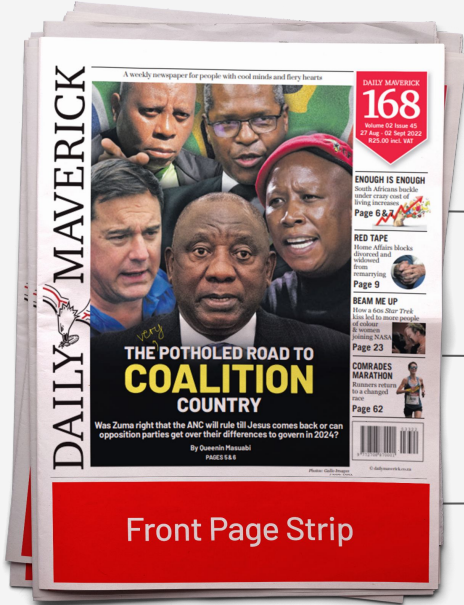 A weekly newspaper for people with cool minds and fiery hearts
DAILY MAVERICK
DAILY MAVERICK
168
Volume 02 Issue 45
27 Aug - 02 Sept 2022
R25.00 incl. VAT
ENOUGH IS ENOUGH
South Africans buckle
under crazy cost of
living increases
Page 6 & 7
RED TAPE
Home Affairs blocks
divorced and
widowed
from
remarrying
Page 9
BEAM ME UP
How a 60s Star Trek
kiss led to more people
of colour
& women
joining NASA
Page 23
COMRADES
MARATHON
Runners return
to a changed
race
Page 62
very
THE POTHOLED ROAD TO
COALITION
COUNTRY
Was Zuma right that the ANC will rule till Jesus comes back or can
opposition parties get over their differences to govern in 2024?
By Queenin Masuabi
PAGES 5 & 6
Photos: Gallo Images
© dailymaverick.co.za
Front Page Strip